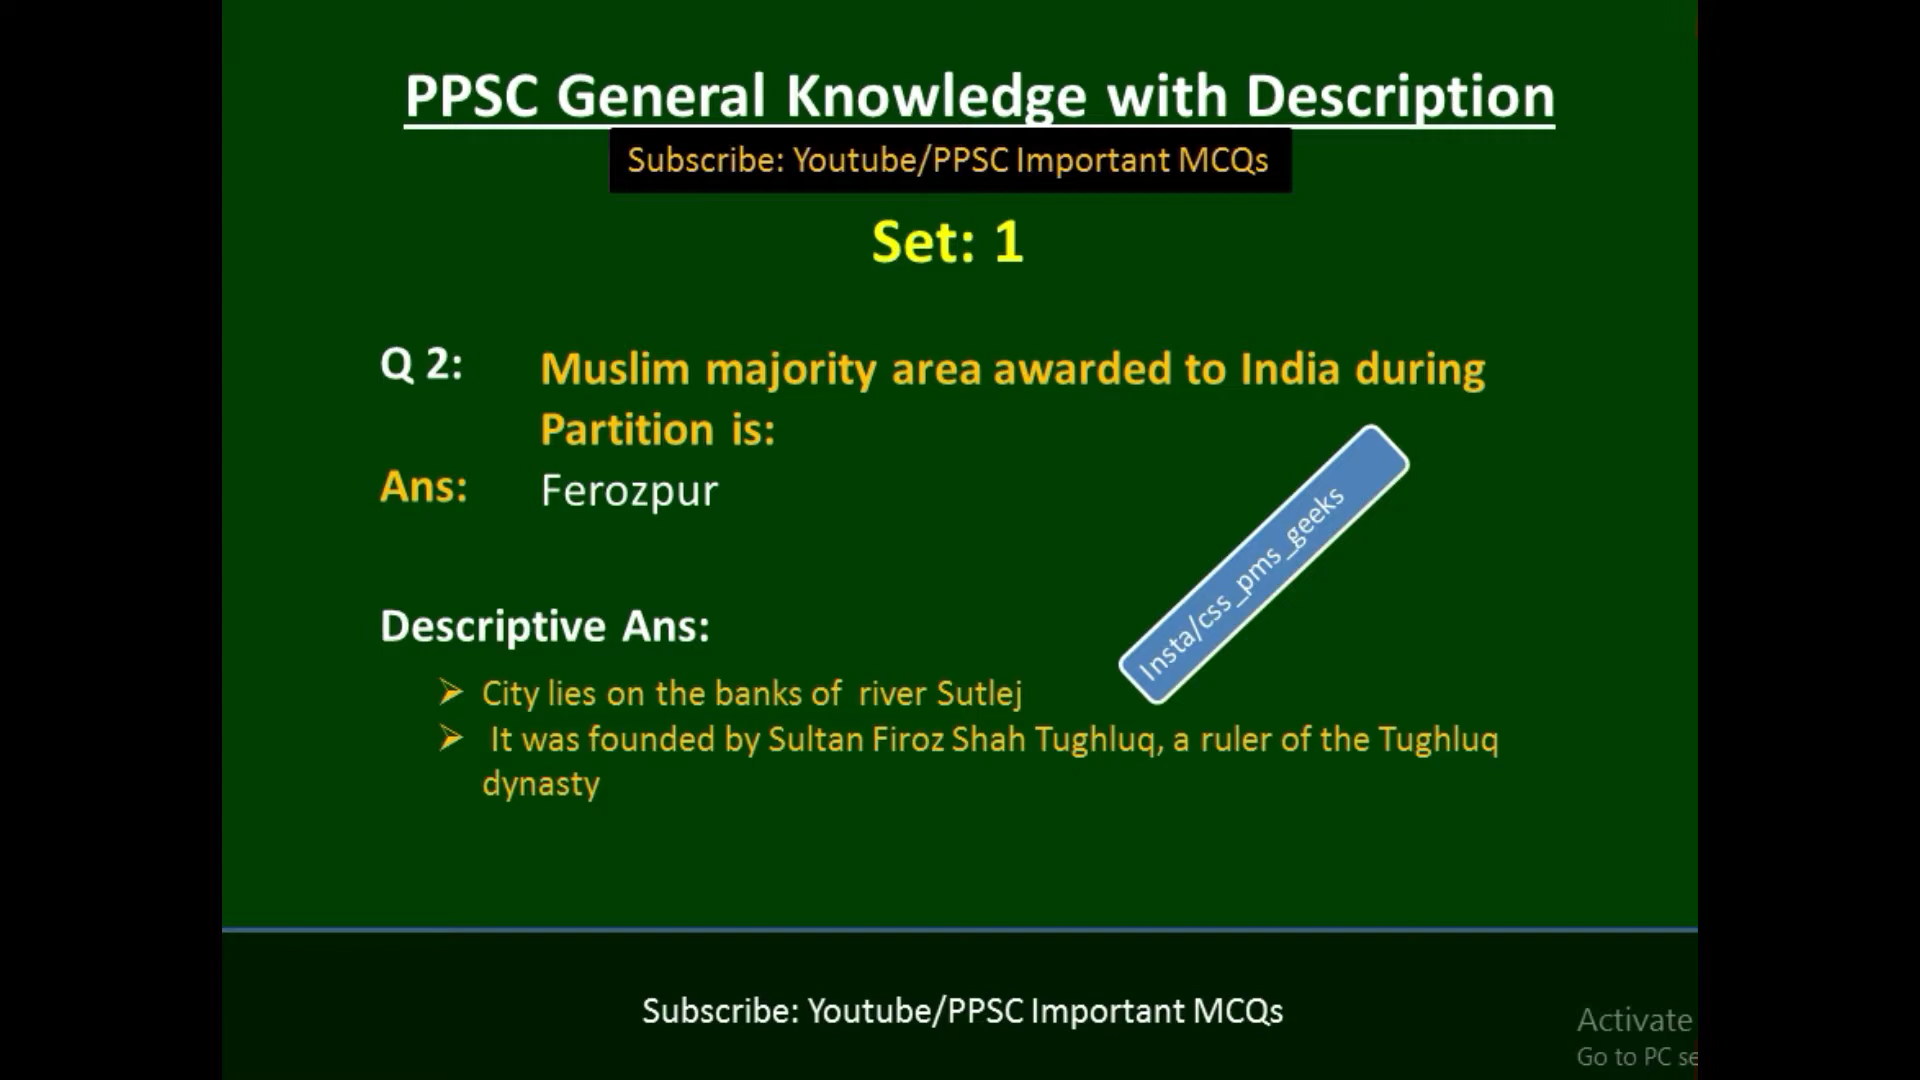 PPSC General Knowledge with Description
Subscribe: Youtube/PPSC Important MCQs
Set: 1
Q 2: Muslim majority area awarded to India during
Partition is:
Ans: Ferozpur
Insta/css_pms_geeks
Descriptive Ans:
➢ City lies on the banks of river Sutlej
➢ It was founded by Sultan Firoz Shah Tughluq, a ruler of the Tughluq
dynasty
Subscribe: Youtube/PPSC Important MCQs
Activate
Go to PC se